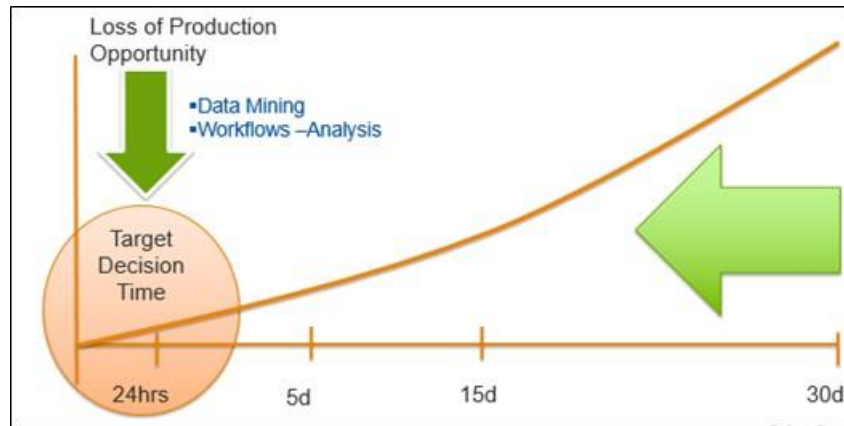 Loss of Production
Opportunity
▪Data Mining
▪Workflows –Analysis
Target
Decision
Time
24hrs
5d
15d
30d